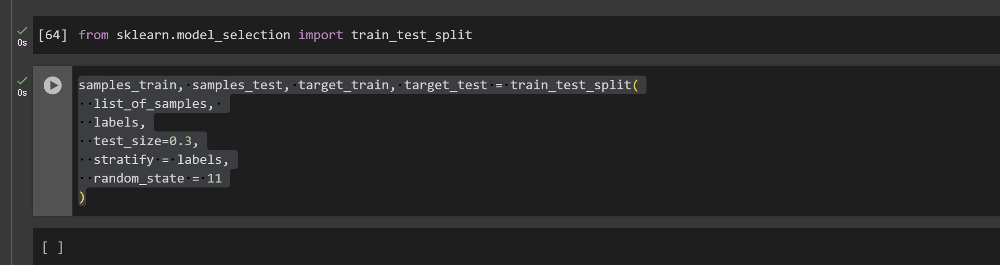 0s
[64] from sklearn.model_selection import train_test_split
0s
samples_train, samples_test, target_train, target_test = train_test_split(
  list_of_samples, 
  labels,
  test_size=0.3,
  stratify = labels,
  random_state = 11
)
[ ]